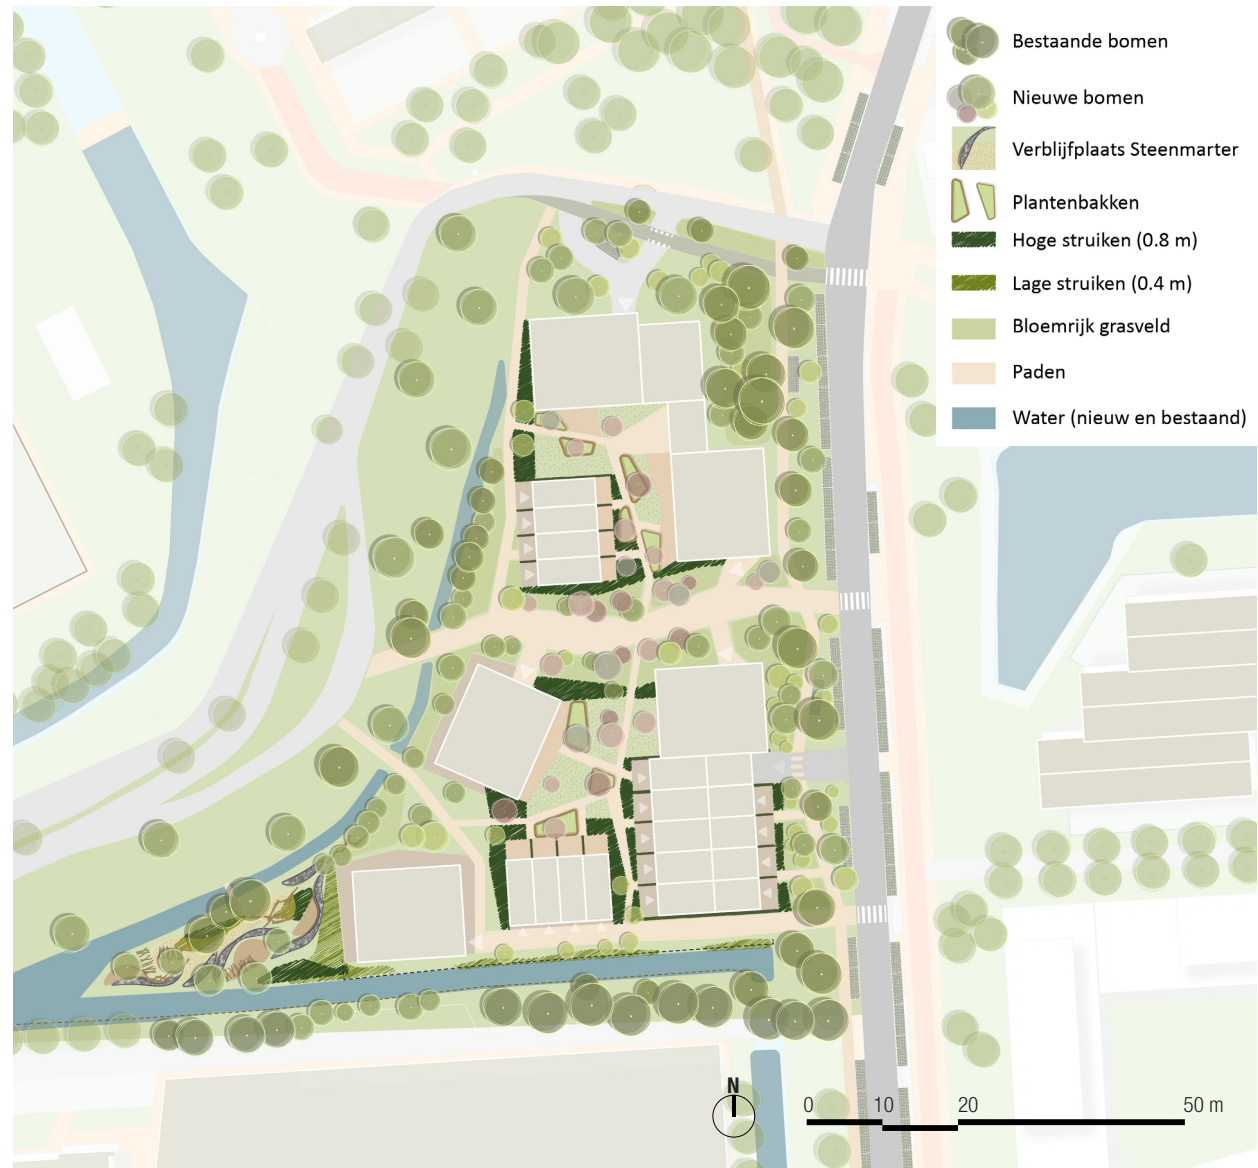 Bestaande bomen
Nieuwe bomen
Verblijfplaats Steenmarter
Plantenbakken
Hoge struiken (0.8 m)
Lage struiken (0.4 m)
Bloemrijk grasveld
Paden
Water (nieuw en bestaand)
N
0 10 20 50 m